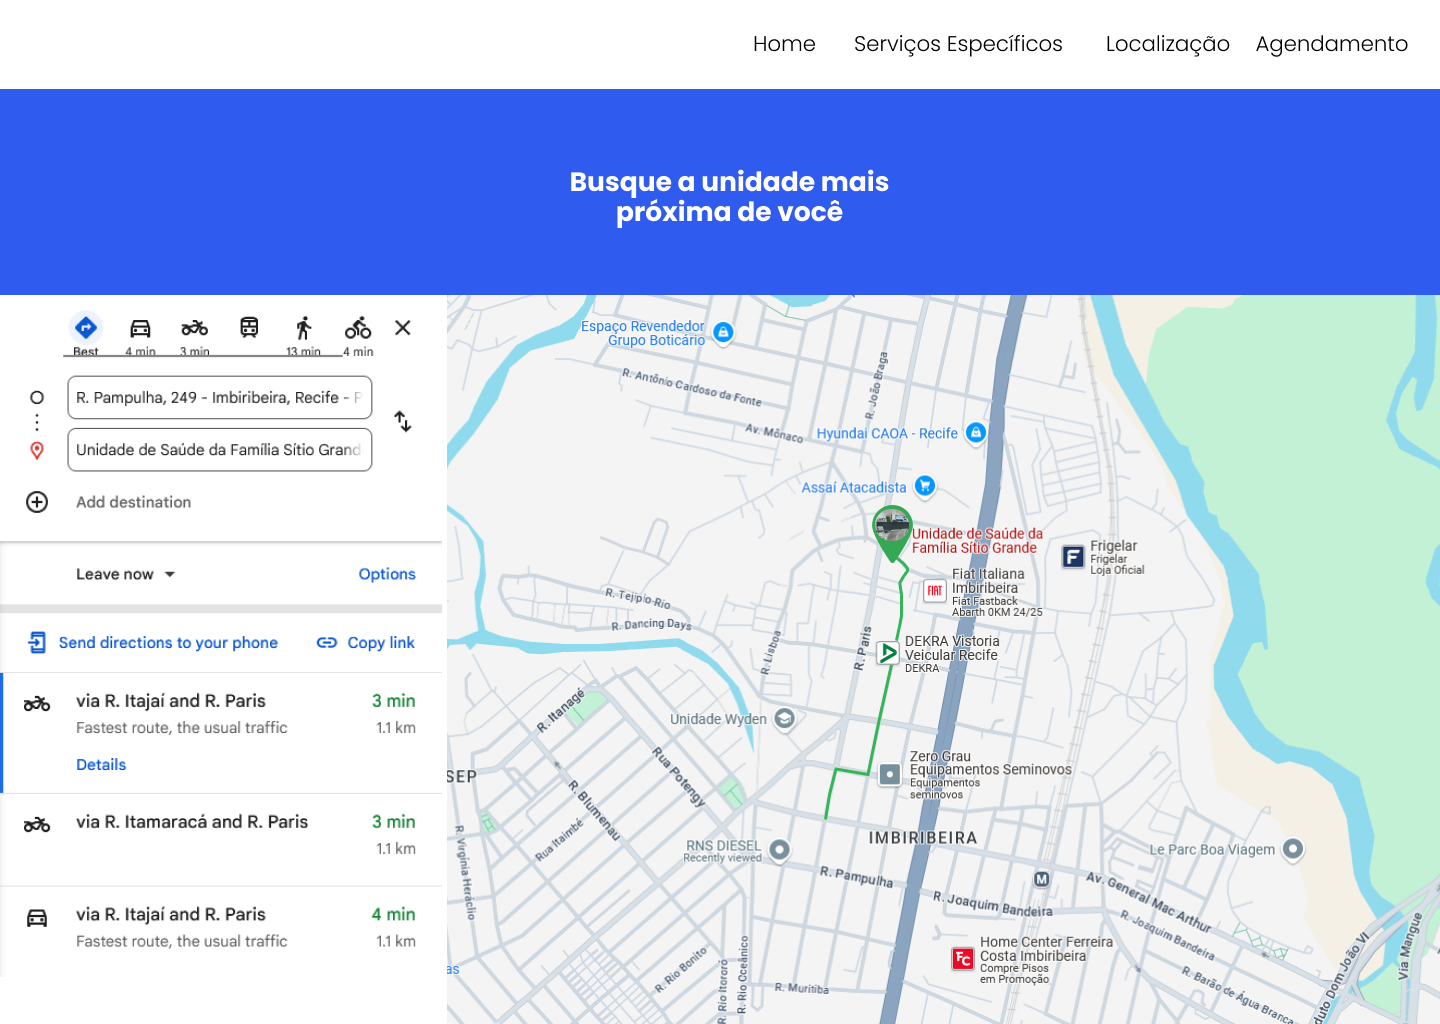 Home Serviços Específicos Localização Agendamento
Busque a unidade mais
próxima de você
Best 4 min 3 min 13 min 4 min
R. Pampulha, 249 - Imbiribeira, Recife -
Unidade de Saúde da Família Sítio Grand
Add destination
Leave now Options
Send directions to your phone Copy link
via R. Itajaí and R. Paris 3 min
Fastest route, the usual traffic 1.1 km
Details
via R. Itamaracá and R. Paris 3 min
1.1 km
via R. Itajaí and R. Paris 4 min
Fastest route, the usual traffic 1.1 km
Espaço Revendedor
Grupo Boticário
R. Antônio Cardoso da Fonte
R. João Braga
Av. Mônaco
Hyundai CAOA - Recife
Assaí Atacadista
Unidade de Saúde da
Família Sítio Grande
Frigelar
Frigelar
Loja Oficial
FIAT
Fiat Italiana
Imbiribeira
Fiat Fastback
Abarth 0KM 24/25
R. Tejipio Rio
R. Dancing Days
R. Lisboa
R. Paris
DEKRA Vistoria
Veicular Recife
DEKRA
R. Itanagé
Unidade Wyden
Rua Potengy
Zero Grau
Equipamentos Seminovos
Equipamentos
seminovos
SEP
R. Blumenau
Rua Itaimbé
R. Virgínia Heráclio
RNS DIESEL
Recently viewed
IMBIRIBEIRA
Le Parc Boa Viagem
R. Pampulha
M
R. Joaquim Bandeira
Av. General Mac Arthur
R. Joaquim Bandeira
R. Barão de Água Branca
Via Mangue
duto Dom João VI
FC
Home Center Ferreira
Costa Imbiribeira
Compre Pisos
em Promoção
R. Rio Bonito
R. Rio Oceânico
R. Rio Itororó
R. Muritiba
as